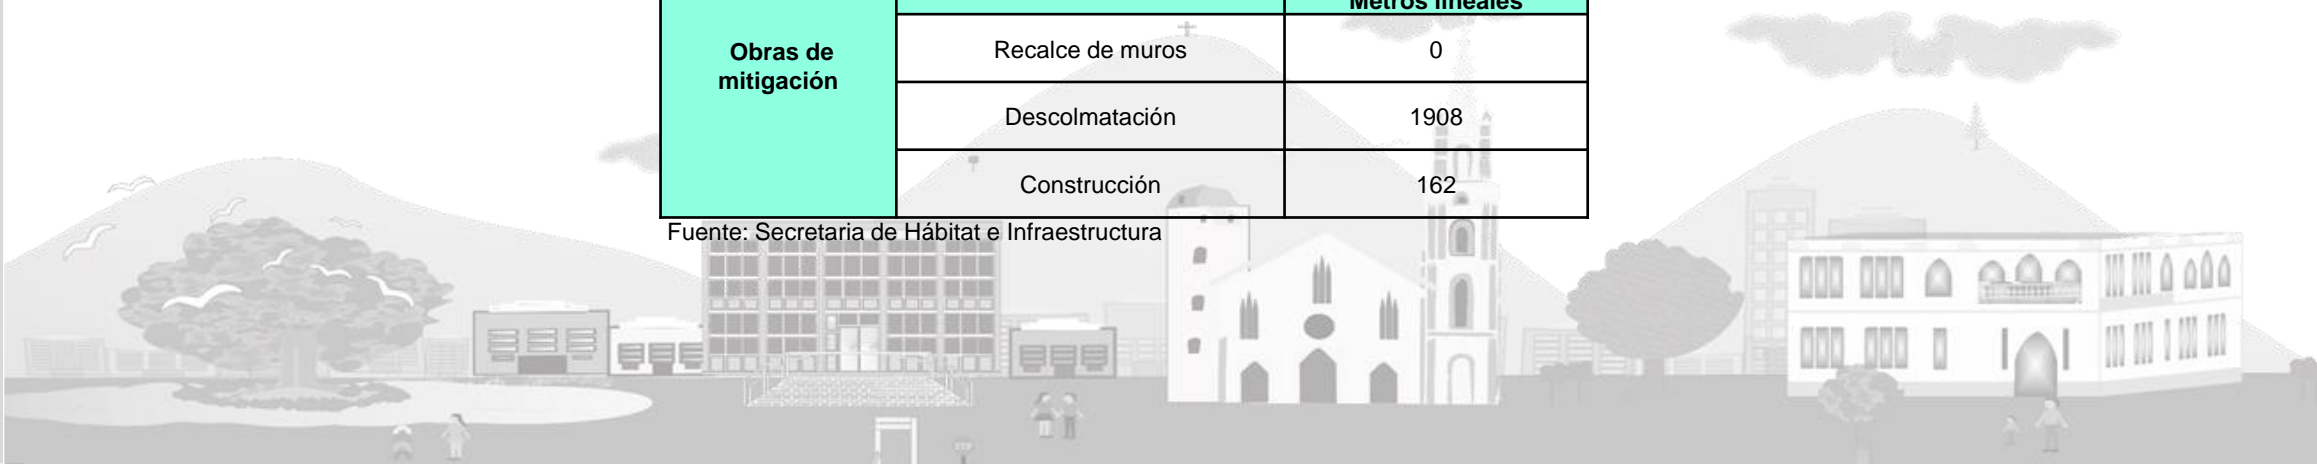 Metros lineales
Obras de
mitigación
Recalce de muros 0
Descolmatación 1908
Construcción 162
Fuente: Secretaria de Hábitat e Infraestructura